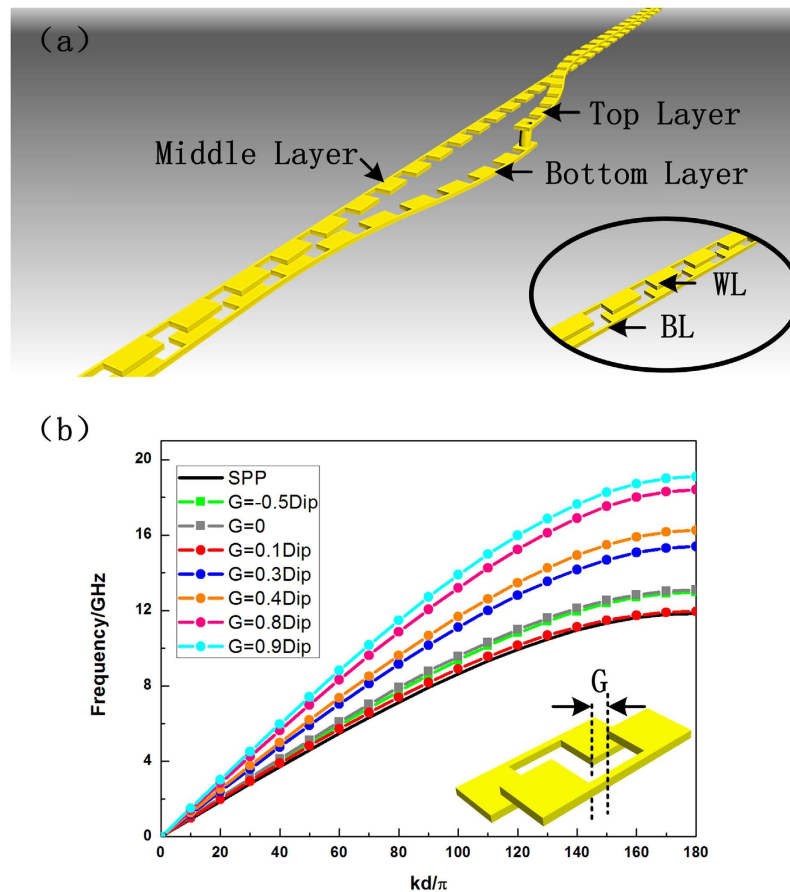 (a)
Top Layer
Middle Layer
Bottom Layer
WL
BL
(b)
20
16
12
8
4
0
Frequency/GHz
SPP
G=-0.5Dip
G=0
G=0.1Dip
G=0.3Dip
G=0.4Dip
G=0.8Dip
G=0.9Dip
G
0 20 40 60 80 100 120 140 160 180
kd/π